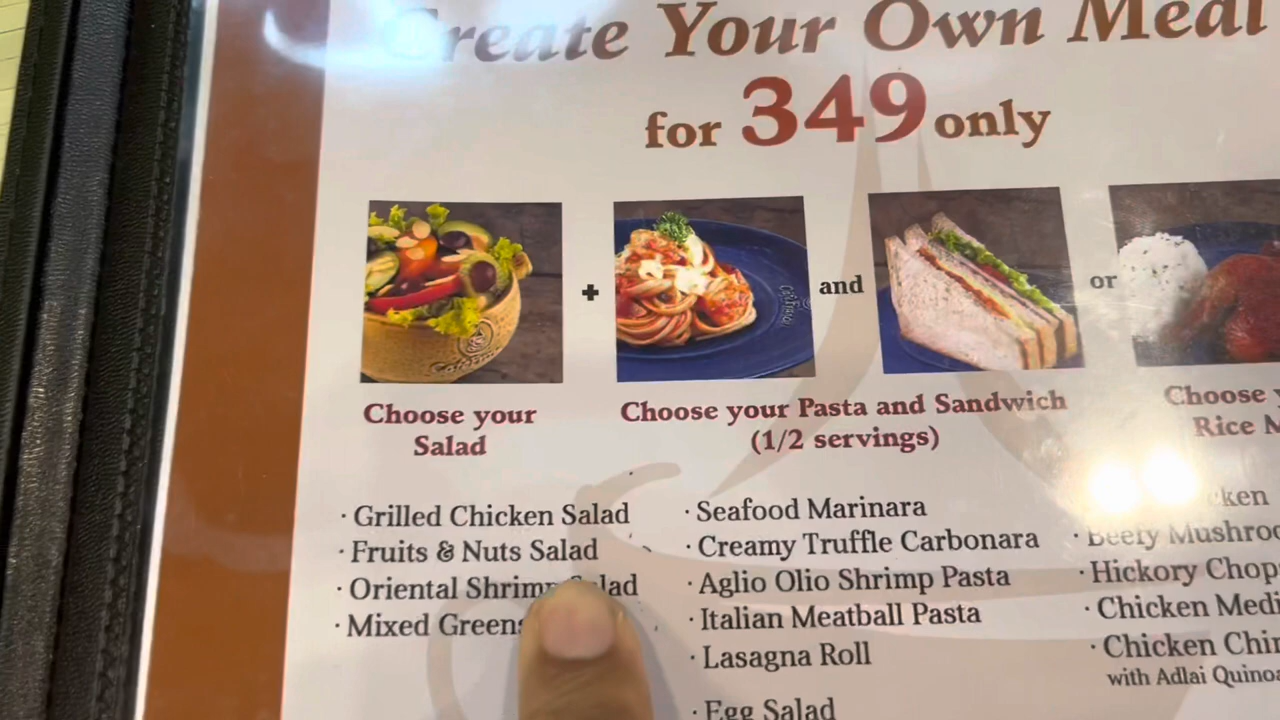 Create Your Own Meal
for 349 only
+
and
or
Choose your
Salad
Choose your Pasta and Sandwich
(1/2 servings)
Choose
Rice
· Grilled Chicken Salad
· Fruits & Nuts Salad
· Oriental Shrimp Salad
· Mixed Greens
· Seafood Marinara
· Creamy Truffle Carbonara
· Aglio Olio Shrimp Pasta
· Italian Meatball Pasta
· Lasagna Roll
· Egg Salad
· Beefy
· Hickory
· Chicken
· Chicken
with Adlai